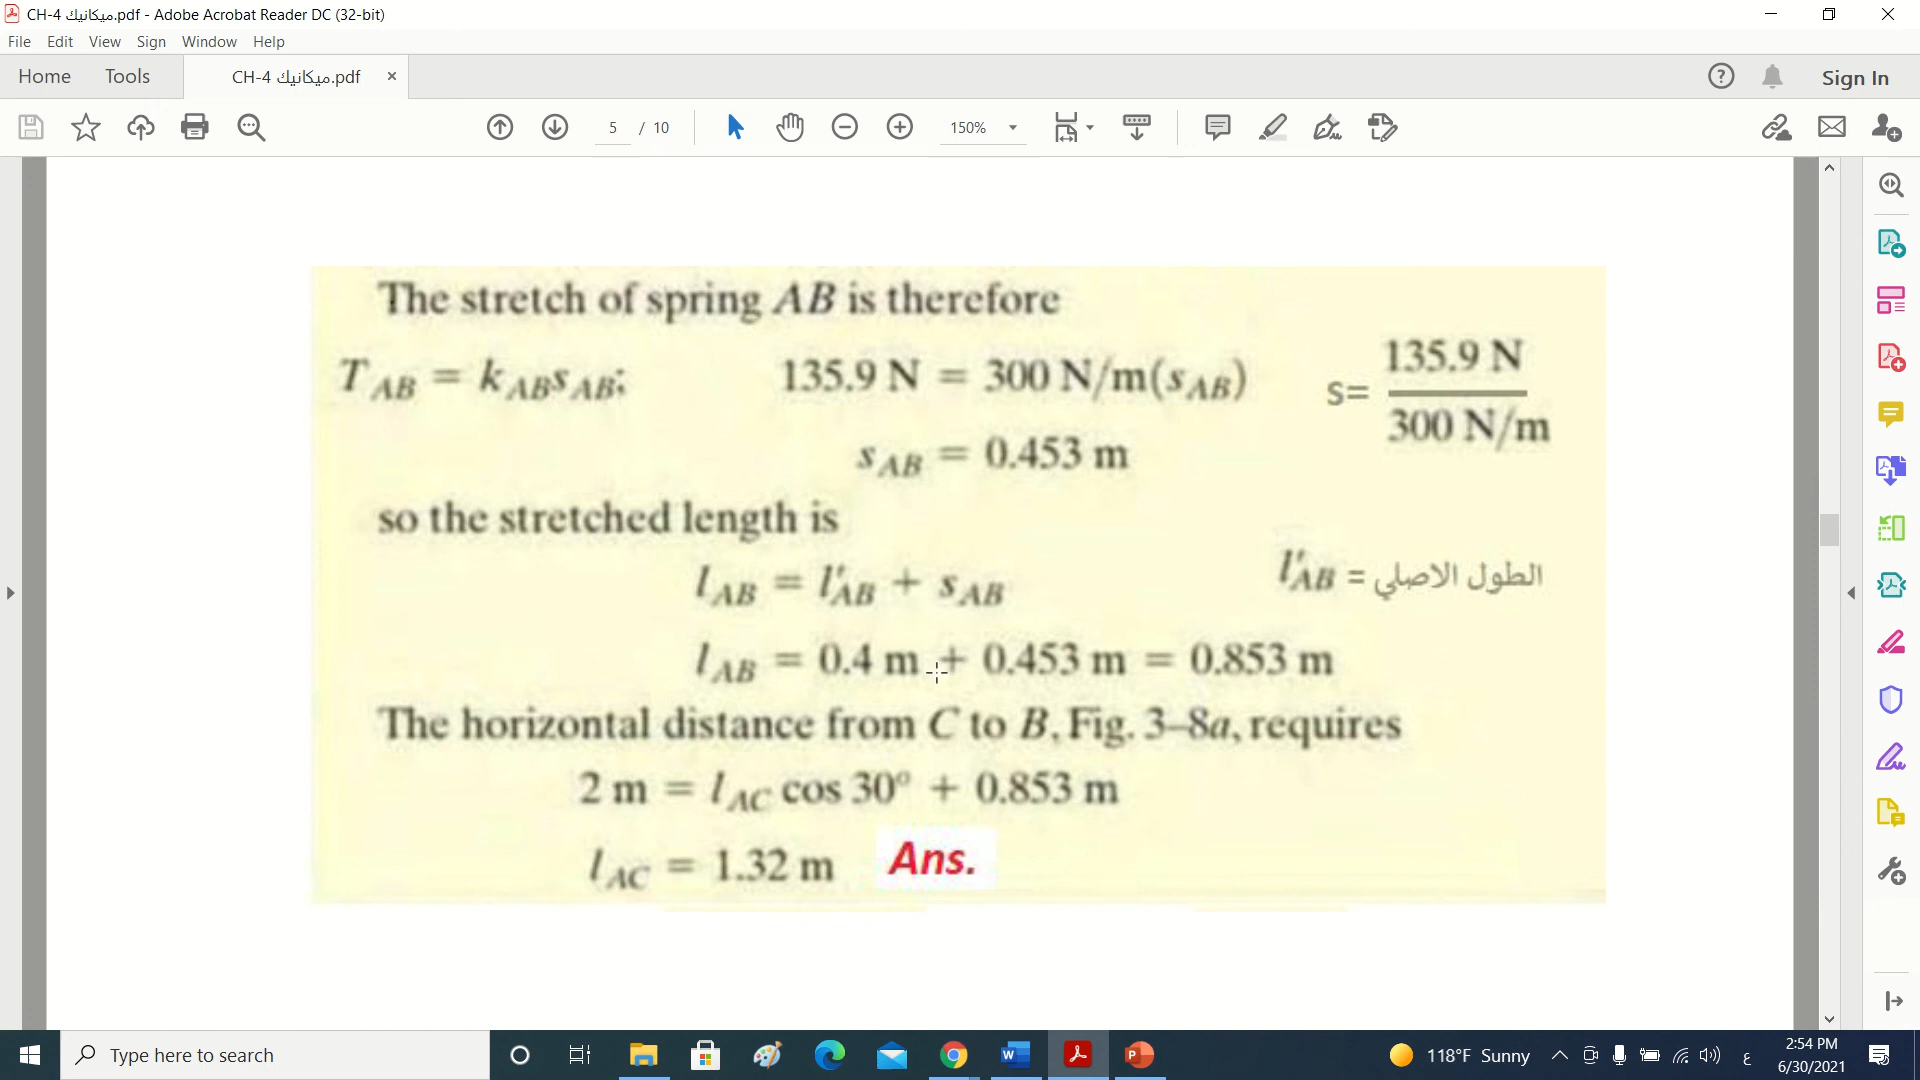 CH-4 ميكانيك.pdf - Adobe Acrobat Reader DC (32-bit)
File Edit View Sign Window Help
Home Tools CH-4 ميكانيك.pdf × Sign In
5 / 10 150%
The stretch of spring AB is therefore
T_AB = k_AB s_AB; 135.9 N = 300 N/m(s_AB) s= 135.9 N / 300 N/m
s_AB = 0.453 m
so the stretched length is
l_AB = l′_AB + s_AB l′_AB = الطول الاصلي
l_AB = 0.4 m + 0.453 m = 0.853 m
The horizontal distance from C to B, Fig. 3–8a, requires
2 m = l_AC cos 30° + 0.853 m
l_AC = 1.32 m Ans.
Type here to search
118°F Sunny ع 2:54 PM
6/30/2021